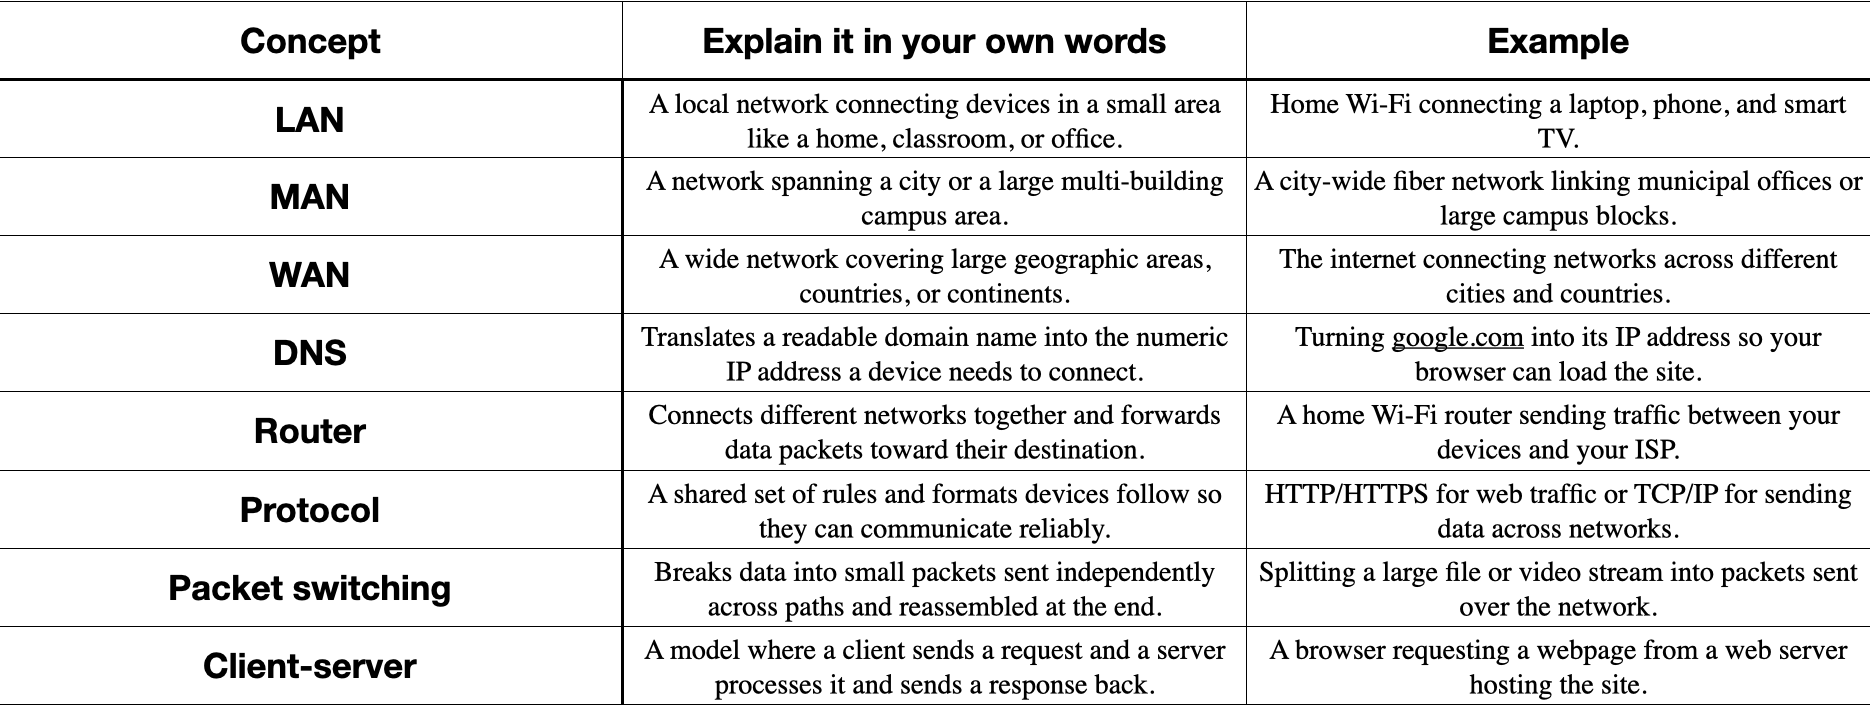 Concept
Explain it in your own words
Example
LAN
A local network connecting devices in a small area
like a home, classroom, or office.
Home Wi-Fi connecting a laptop, phone, and smart
TV.
MAN
A network spanning a city or a large multi-building
campus area.
A city-wide fiber network linking municipal offices or
large campus blocks.
WAN
A wide network covering large geographic areas,
countries, or continents.
The internet connecting networks across different
cities and countries.
DNS
Translates a readable domain name into the numeric
IP address a device needs to connect.
Turning google.com into its IP address so your
browser can load the site.
Router
Connects different networks together and forwards
data packets toward their destination.
A home Wi-Fi router sending traffic between your
devices and your ISP.
Protocol
A shared set of rules and formats devices follow so
they can communicate reliably.
HTTP/HTTPS for web traffic or TCP/IP for sending
data across networks.
Packet switching
Breaks data into small packets sent independently
across paths and reassembled at the end.
Splitting a large file or video stream into packets sent
over the network.
Client-server
A model where a client sends a request and a server
processes it and sends a response back.
A browser requesting a webpage from a web server
hosting the site.